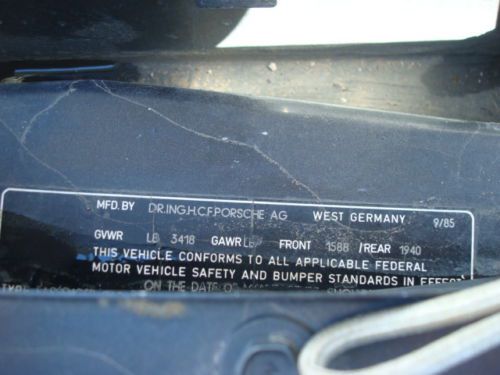 MFD.BY DR.ING.H.C.F.PORSCHE AG WEST GERMANY 9/85
GVWR LB 3418 GAWR LB FRONT 1588 /REAR 1940
THIS VEHICLE CONFORMS TO ALL APPLICABLE FEDERAL
MOTOR VEHICLE SAFETY AND BUMPER STANDARDS IN EFFECT
ON THE DATE OF